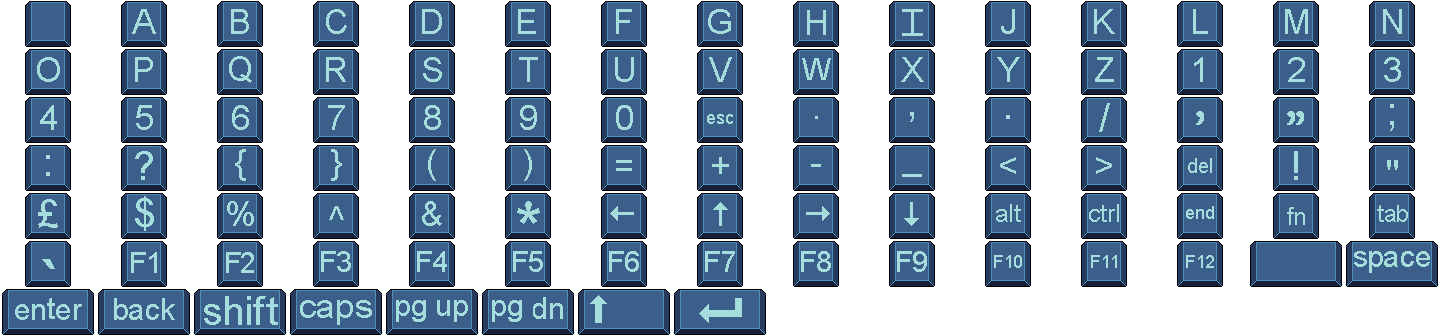 A B C D E F G H I J K L M N
O P Q R S T U V W X Y Z 1 2 3
4 5 6 7 8 9 0 esc · , · / ❜ ” ;
: ? { } ( ) = + - _ < > del ! "
£ $ % ^ & * ← ↑ → ↓ alt ctrl end fn tab
` F1 F2 F3 F4 F5 F6 F7 F8 F9 F10 F11 F12 space
enter back shift caps pg up pg dn ↑ ↵